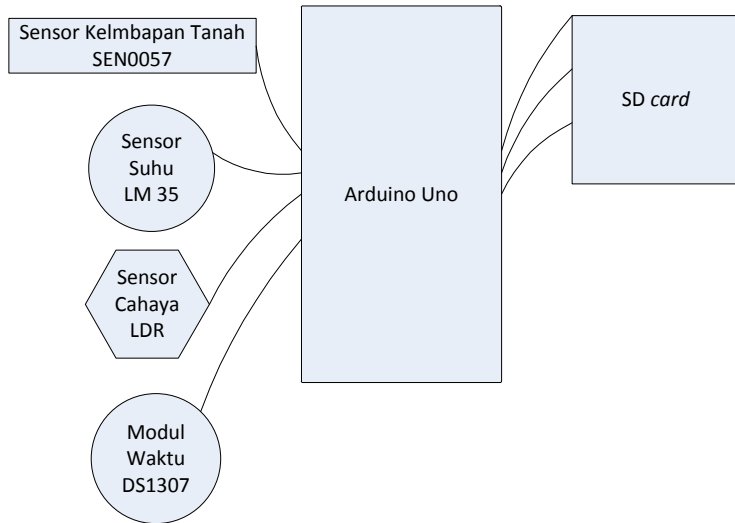 Sensor Kelmbapan Tanah
SEN0057
Sensor
Suhu
LM 35
Sensor
Cahaya
LDR
Modul
Waktu
DS1307
Arduino Uno
SD card